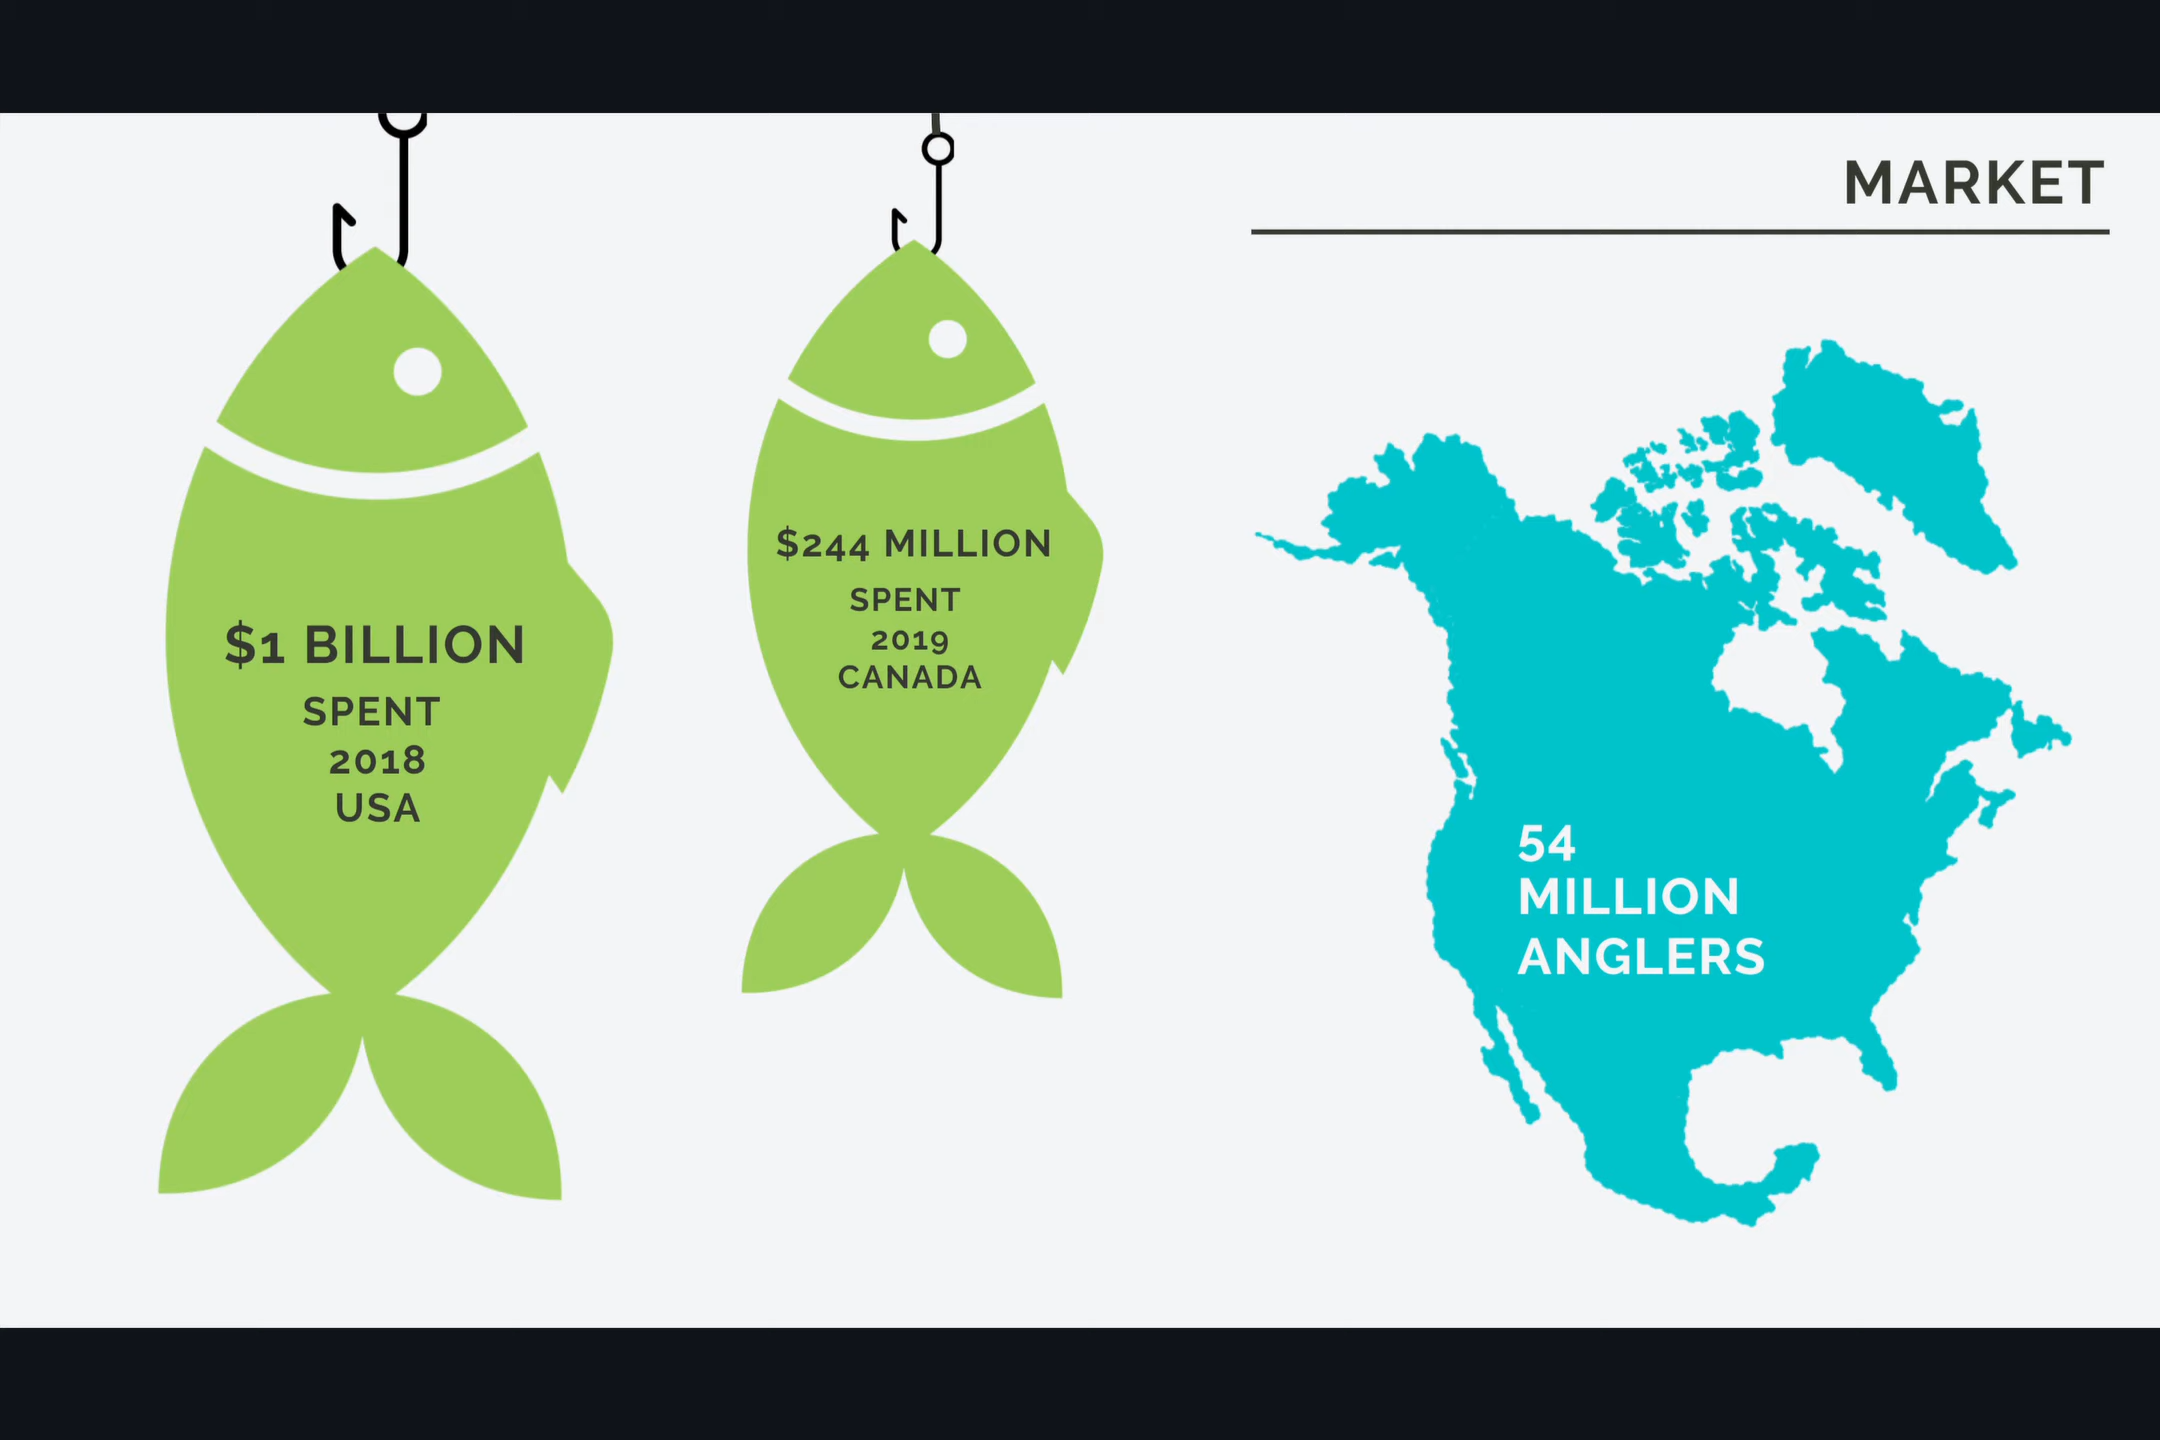 MARKET
$1 BILLION
SPENT
2018
USA
$244 MILLION
SPENT
2019
CANADA
54
MILLION
ANGLERS